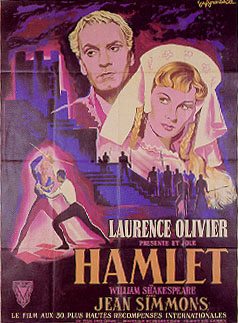 LAURENCE OLIVIER
PRÉSENTE ET JOUE
HAMLET
WILLIAM SHAKESPEARE
JEAN SIMMONS
LE FILM AUX 30 PLUS HAUTES RÉCOMPENSES INTERNATIONALES